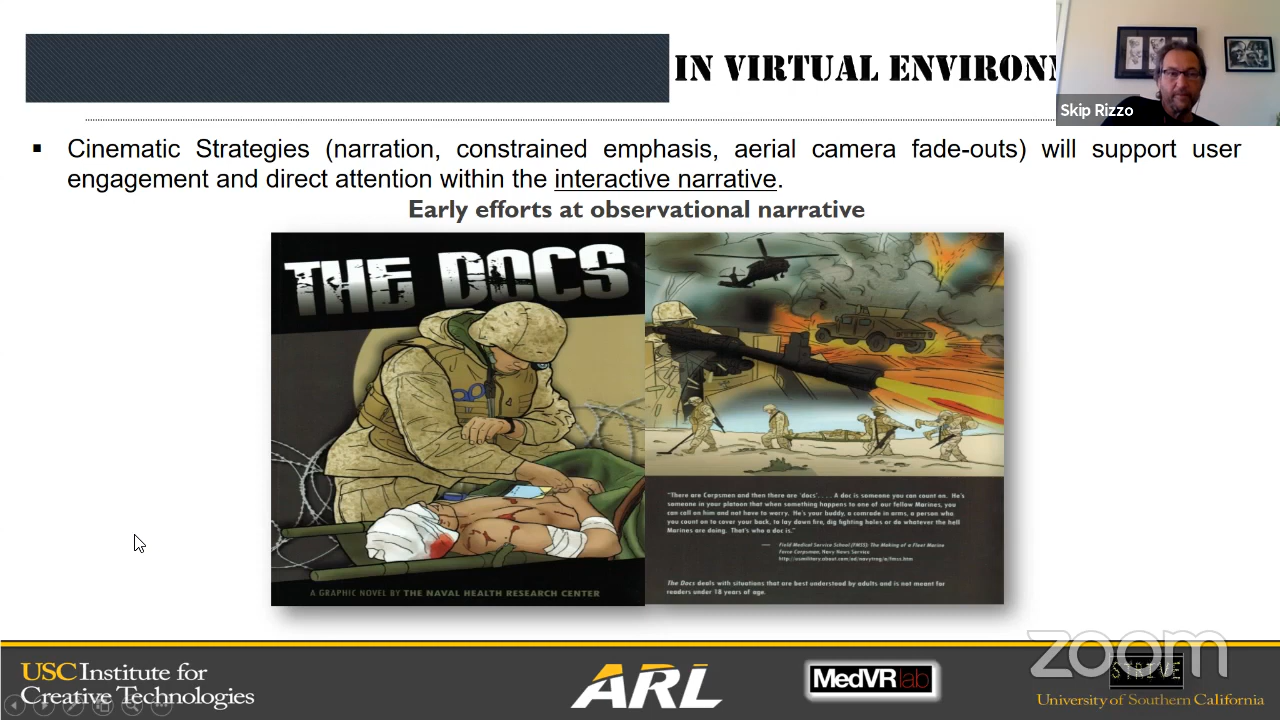 IN VIRTUAL ENVIRON
Skip Rizzo
▪ Cinematic Strategies (narration, constrained emphasis, aerial camera fade-outs) will support user
engagement and direct attention within the interactive narrative.
Early efforts at observational narrative
THE DOCS
A GRAPHIC NOVEL BY THE NAVAL HEALTH RESEARCH CENTER
"There are Corpsmen and then there are 'docs'. . . . A doc is someone you can count on. He's
someone in your platoon that when something happens to one of our fellow Marines, you
can call on him and not have to worry. He's your buddy, a comrade in arms, a person who
you count on to cover your back, to lay down fire, dig fighting holes or do whatever the hell
Marines are doing. That's who a doc is."
— Field Medical Service School (FMSS): The Making of a Fleet Marine
Force Corpsman, Navy News Service
The Docs deals with situations that are best understood by adults and is not meant for
readers under 18 years of age.
USC Institute for
Creative Technologies
ARL
MedVR lab
zoom
STRIVE
University of Southern California